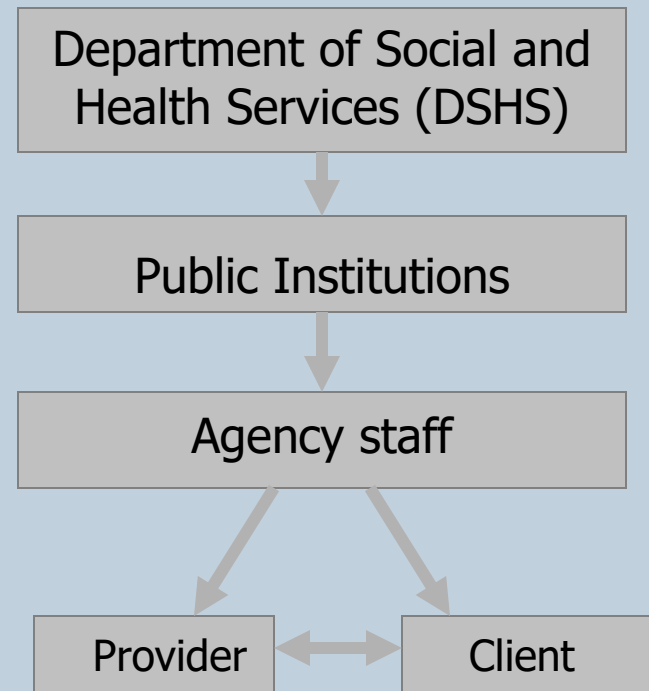 Department of Social and
Health Services (DSHS)
Public Institutions
Agency staff
Provider
Client